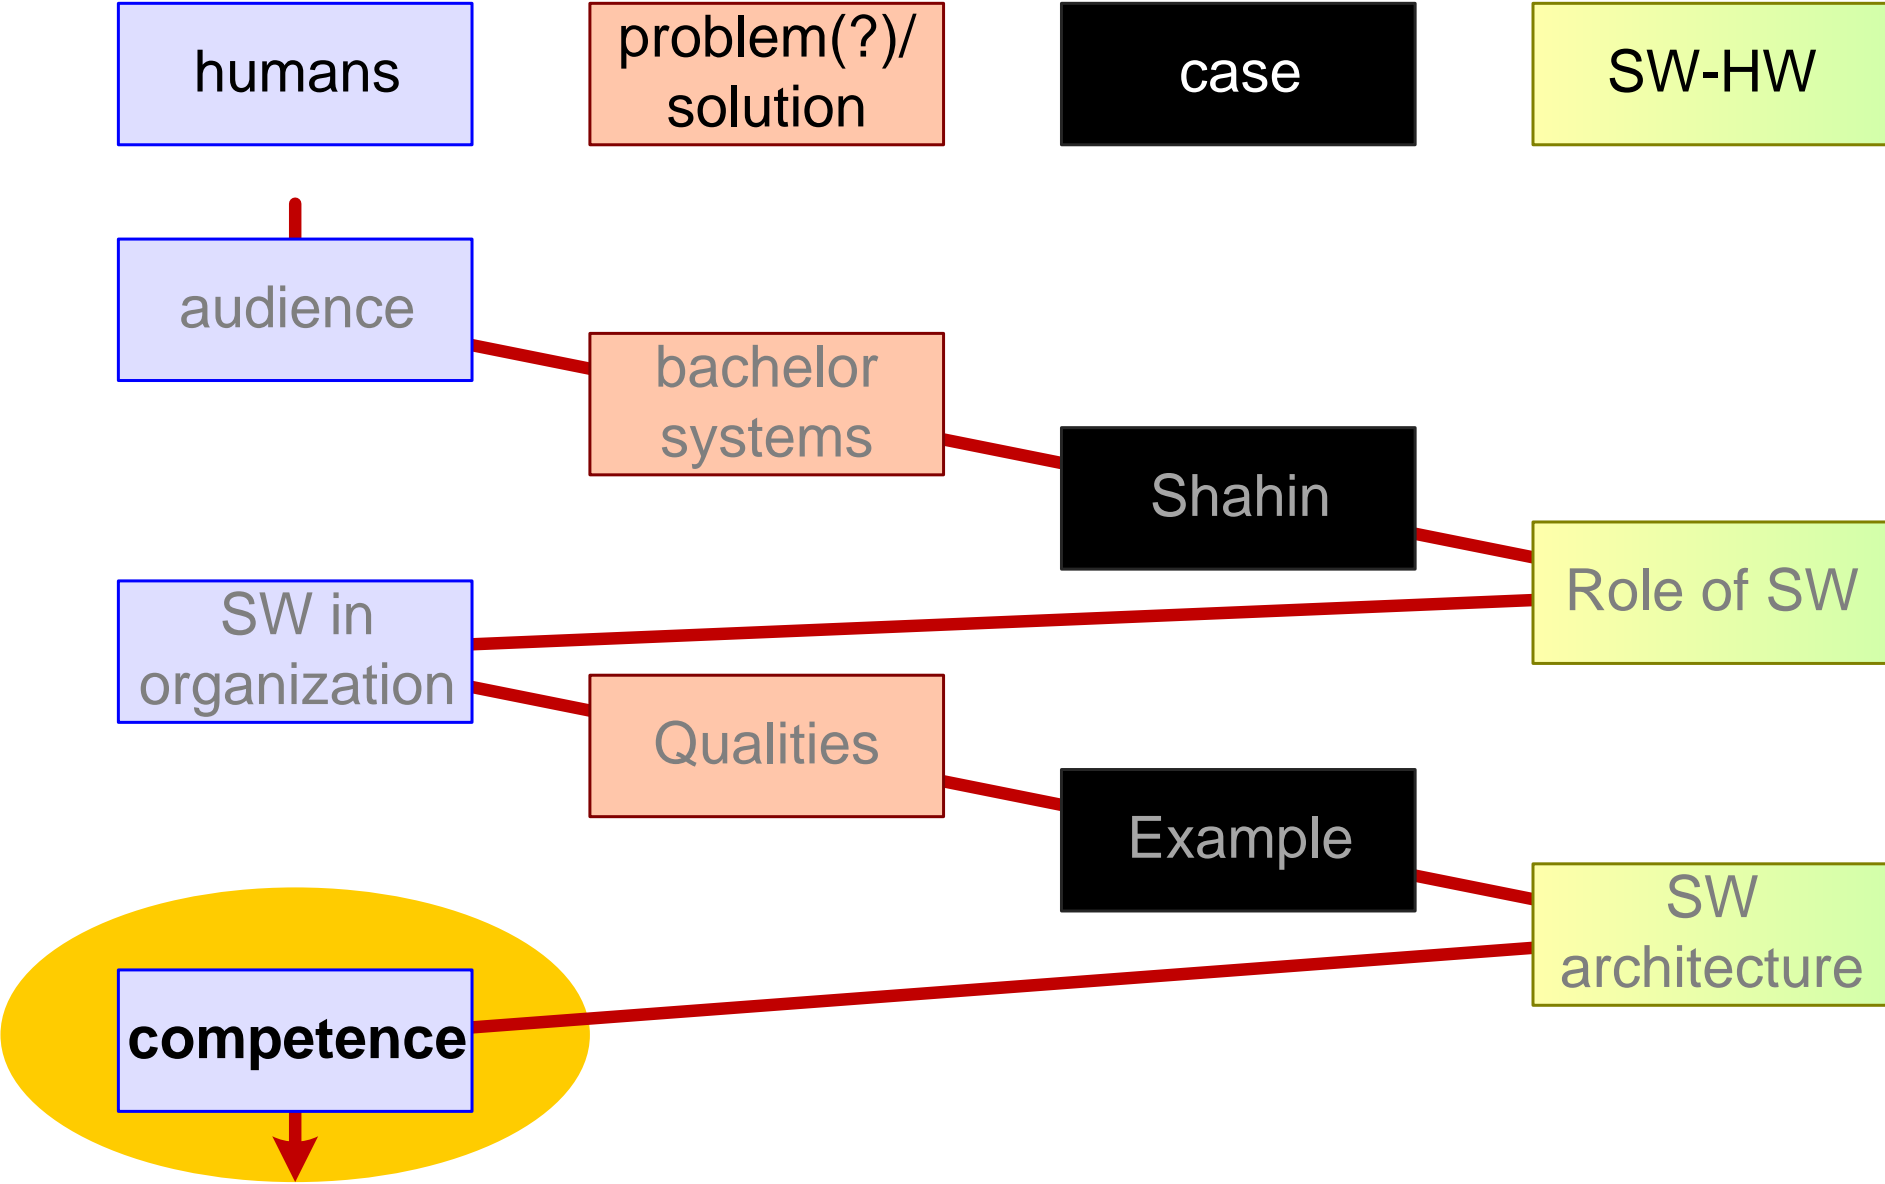 humans
problem(?)/
solution
case
SW-HW
audience
bachelor
systems
Shahin
Role of SW
SW in
organization
Qualities
Example
SW
architecture
competence